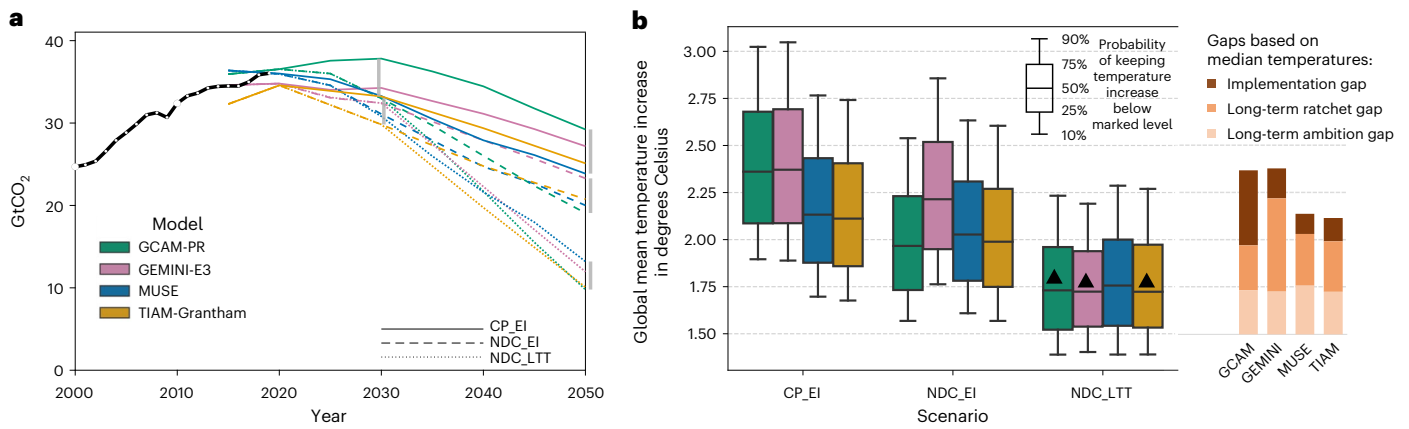 a
GtCO2
40
30
20
10
0
2000
2010
2020
2030
2040
2050
Year
Model
GCAM-PR
GEMINI-E3
MUSE
TIAM-Grantham
CP_EI
NDC_EI
NDC_LTT
b
Global mean temperature increase
in degrees Celsius
3.00
2.75
2.50
2.25
2.00
1.75
1.50
CP_EI
NDC_EI
NDC_LTT
Scenario
90%
75%
50%
25%
10%
Probability
of keeping
temperature
increase
below
marked level
Gaps based on
median temperatures:
Implementation gap
Long-term ratchet gap
Long-term ambition gap
GCAM
GEMINI
MUSE
TIAM